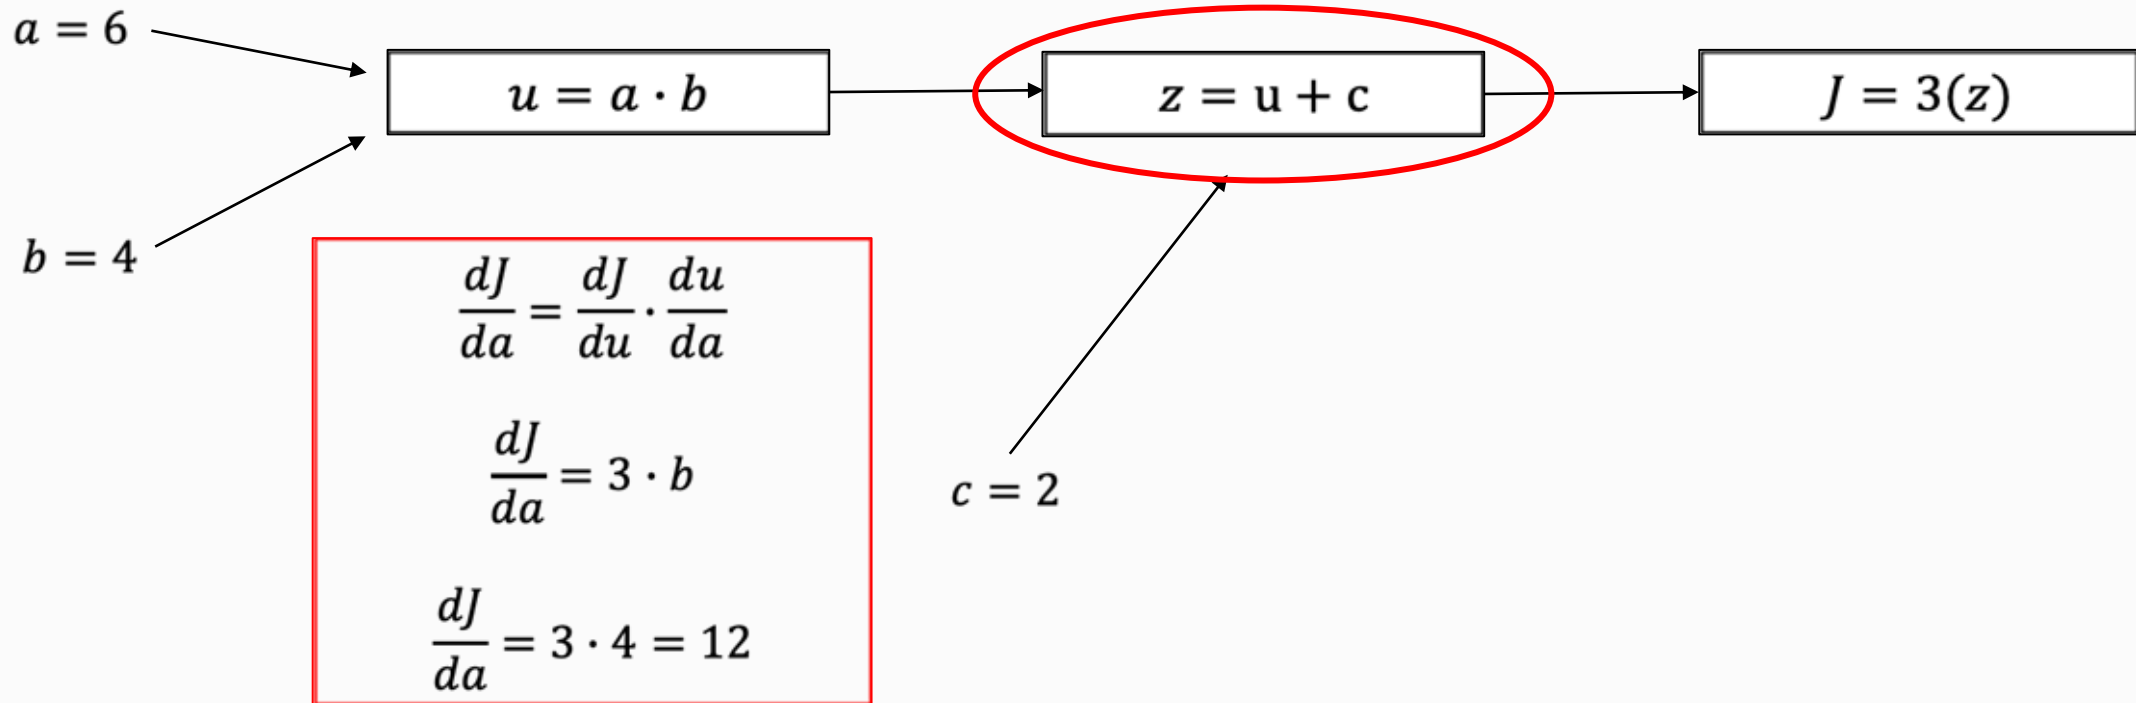 a = 6
u = a · b
z = u + c
J = 3(z)
b = 4
dJ/da = dJ/du · du/da
dJ/da = 3 · b
c = 2
dJ/da = 3 · 4 = 12